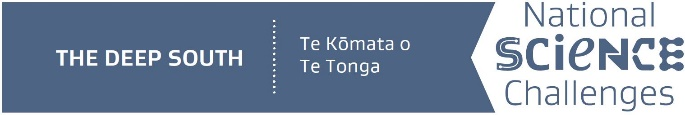 THE DEEP SOUTH
Te Kōmata o
Te Tonga
National
SCIENCE
Challenges